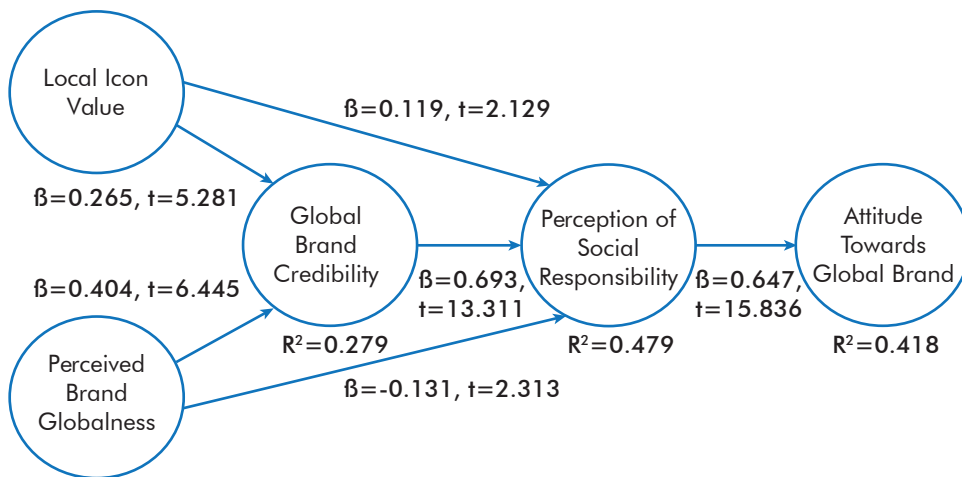 Local Icon
Value
ß=0.119, t=2.129
ß=0.265, t=5.281
Global
Brand
Credibility
Perception of
Social
Responsibility
Attitude
Towards
Global Brand
ß=0.404, t=6.445
ß=0.693,
t=13.311
ß=0.647,
t=15.836
R²=0.279
R²=0.479
R²=0.418
Perceived
Brand
Globalness
ß=-0.131, t=2.313